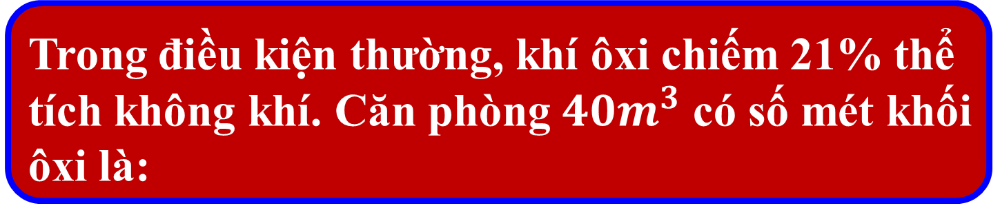 Trong điều kiện thường, khí ôxi chiếm 21% thể
tích không khí. Căn phòng 40m³ có số mét khối
ôxi là: